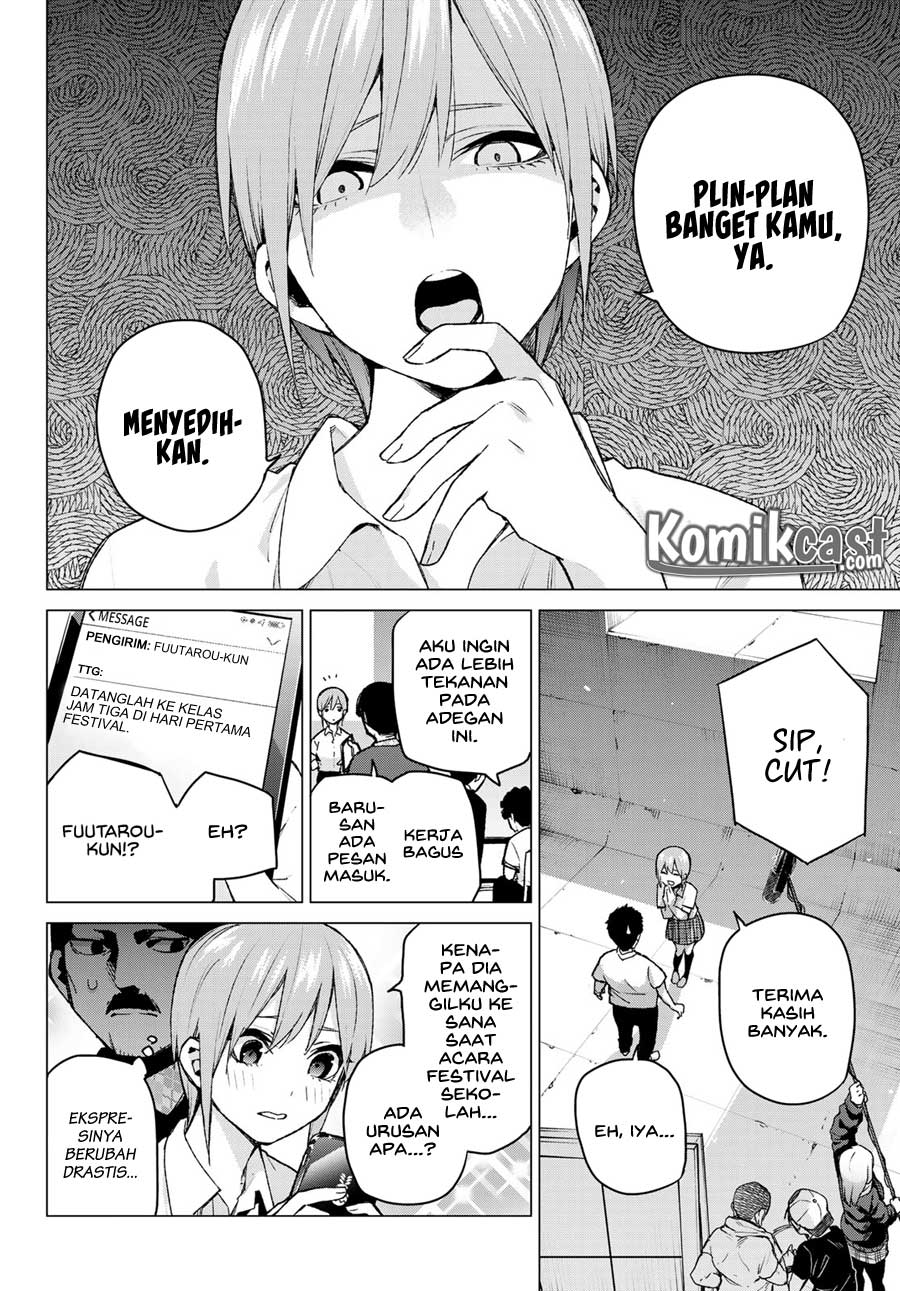 PLIN-PLAN
BANGET KAMU,
YA.
MENYEDIH-
KAN.
Komikcast
.com
SIP,
CUT!
TERIMA
KASIH
BANYAK.
EH, IYA...
AKU INGIN
ADA LEBIH
TEKANAN
PADA
ADEGAN
INI.
KERJA
BAGUS
BARU-
SAN
ADA
PESAN
MASUK.
MESSAGE
PENGIRIM: FUUTAROU-KUN
TTG:
DATANGLAH KE KELAS
JAM TIGA DI HARI PERTAMA
FESTIVAL.
EH?
FUUTAROU-
KUN!?
KENA-
PA DIA
MEMANG-
GILKU KE
SANA
SAAT
ACARA
FESTIVAL
SEKO-
LAH...
ADA
URUSAN
APA...?
EKSPRE-
SINYA
BERUBAH
DRASTIS...